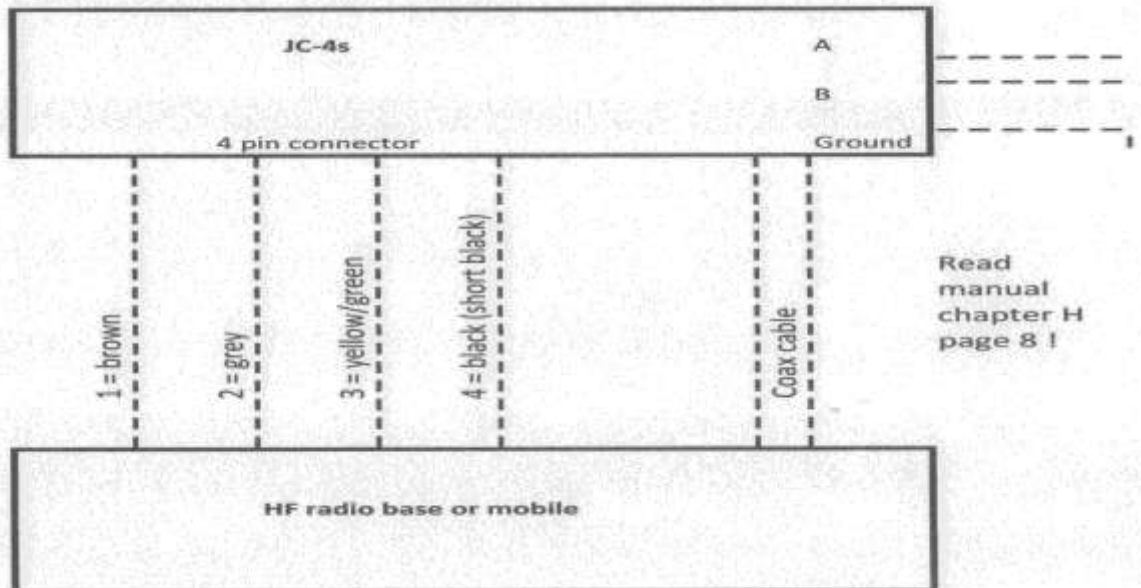 JC-4s
A
B
4 pin connector
Ground
1 = brown
2 = grey
3 = yellow/green
4 = black (short black)
Coax cable
Read
manual
chapter H
page 8 !
HF radio base or mobile